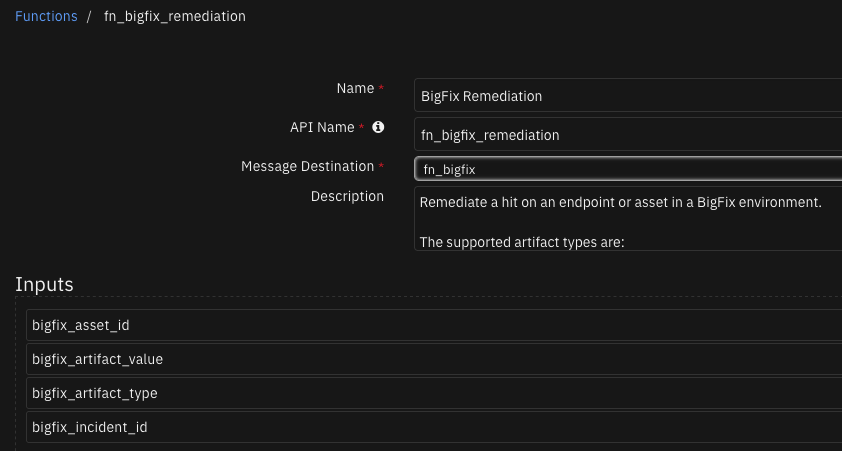 Functions / fn_bigfix_remediation
Name * BigFix Remediation
API Name * fn_bigfix_remediation
Message Destination * fn_bigfix
Description Remediate a hit on an endpoint or asset in a BigFix environment.
The supported artifact types are:
Inputs
bigfix_asset_id
bigfix_artifact_value
bigfix_artifact_type
bigfix_incident_id